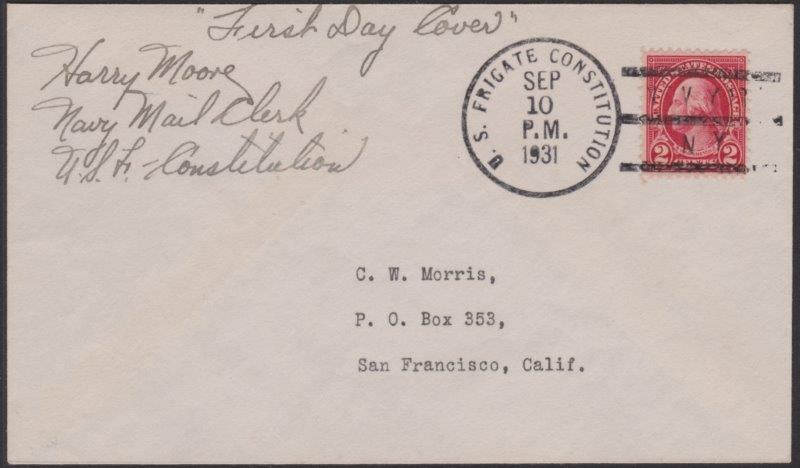 "First Day Cover"
Harry Moore
Navy Mail Clerk
U.S.F. - Constitution
U.S. FRIGATE CONSTITUTION
SEP
10
P.M.
1931
N Y
2 2
C. W. Morris,
P. O. Box 353,
San Francisco, Calif.